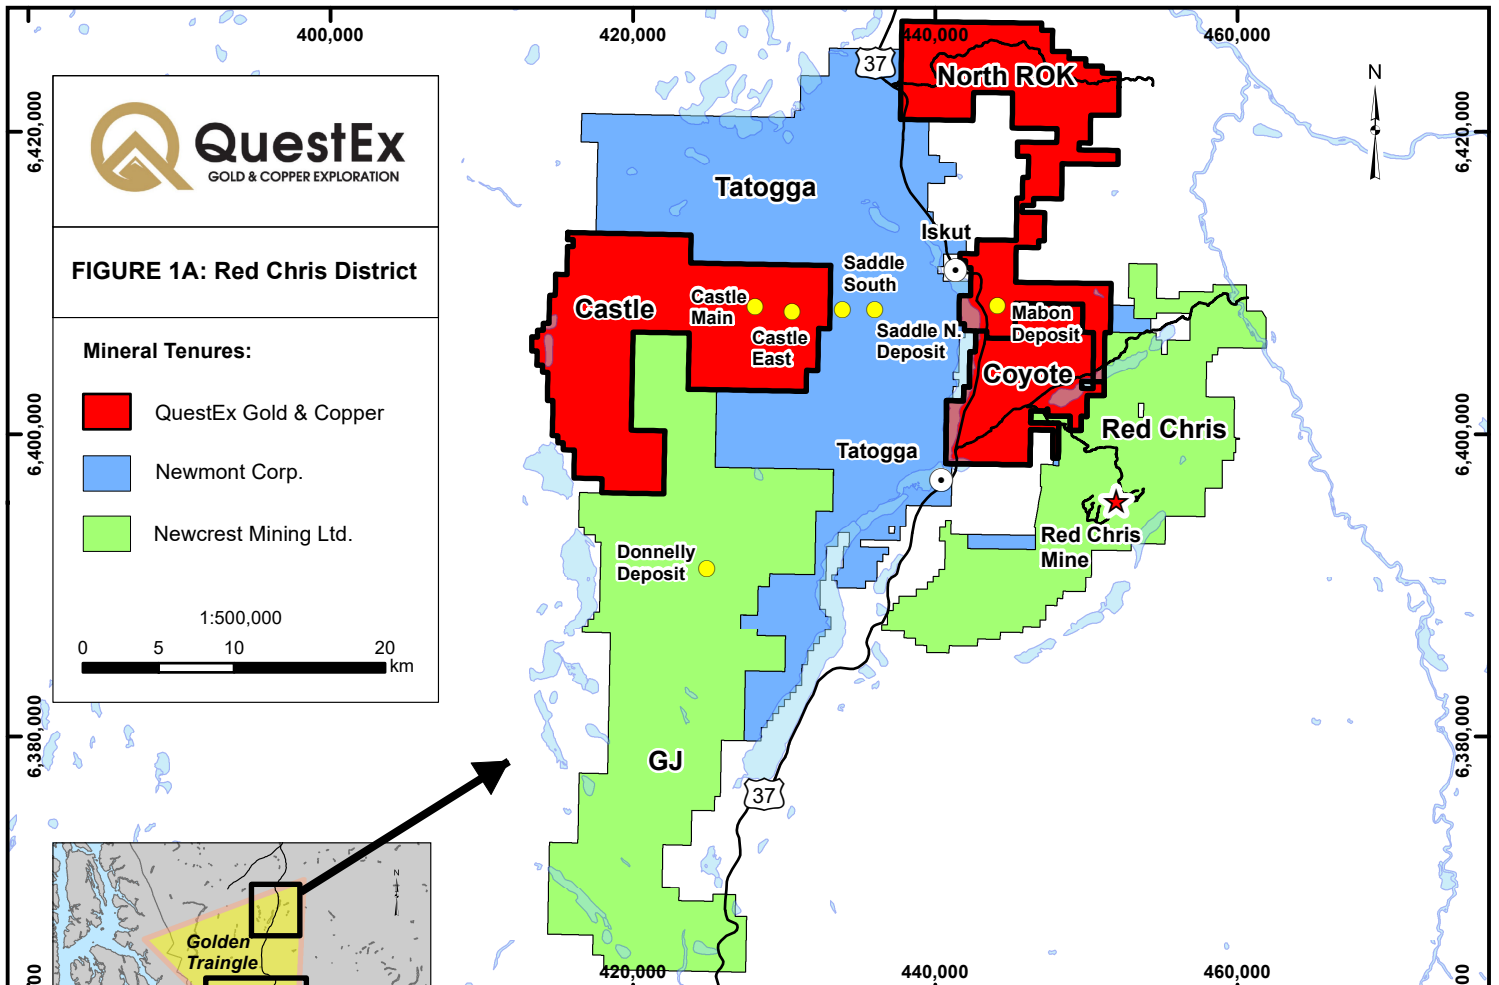 400,000
420,000
440,000
460,000
37
North ROK
N
6,420,000
6,420,000
QuestEx
GOLD & COPPER EXPLORATION
Tatogga
Iskut
FIGURE 1A: Red Chris District
Saddle
South
Castle
Castle
Main
Castle
East
Saddle N.
Deposit
Mabon
Deposit
Coyote
Mineral Tenures:
QuestEx Gold & Copper
Newmont Corp.
Newcrest Mining Ltd.
6,400,000
6,400,000
Red Chris
Tatogga
Red Chris
Mine
Donnelly
Deposit
1:500,000
0 5 10 20
km
6,380,000
6,380,000
GJ
37
N
Golden
Traingle
420,000
440,000
460,000